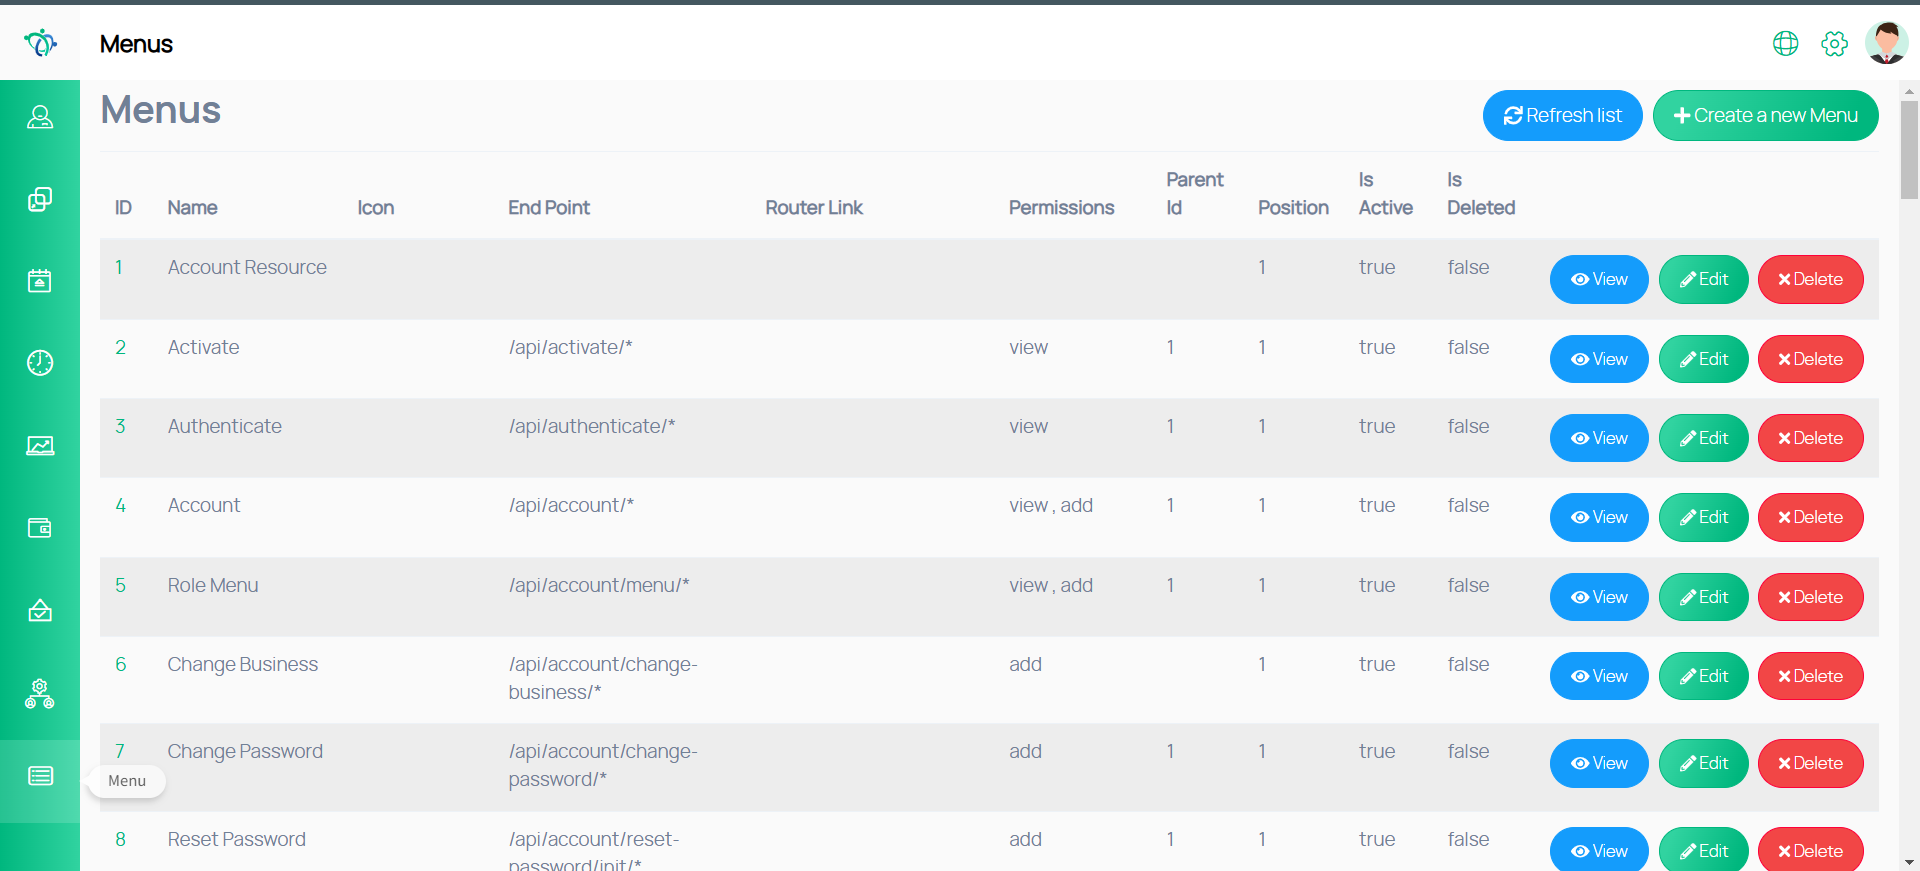 Menus
Menus
Refresh list
Create a new Menu
ID Name Icon End Point Router Link Permissions Parent Id Position Is Active Is Deleted
1 Account Resource 1 true false View Edit Delete
2 Activate /api/activate/* view 1 1 true false View Edit Delete
3 Authenticate /api/authenticate/* view 1 1 true false View Edit Delete
4 Account /api/account/* view , add 1 1 true false View Edit Delete
5 Role Menu /api/account/menu/* view , add 1 1 true false View Edit Delete
6 Change Business /api/account/change- add 1 true false View Edit Delete
business/*
7 Change Password /api/account/change- add 1 1 true false View Edit Delete
password/*
Menu
8 Reset Password /api/account/reset- add 1 1 true false View Edit Delete
password/init/*